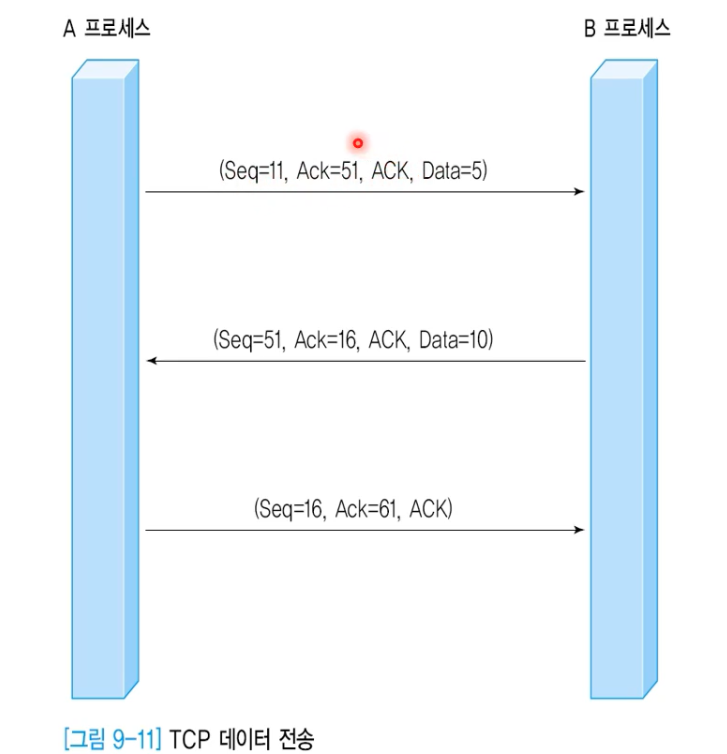 A 프로세스
B 프로세스
(Seq=11, Ack=51, ACK, Data=5)
(Seq=51, Ack=16, ACK, Data=10)
(Seq=16, Ack=61, ACK)
[그림 9-11] TCP 데이터 전송